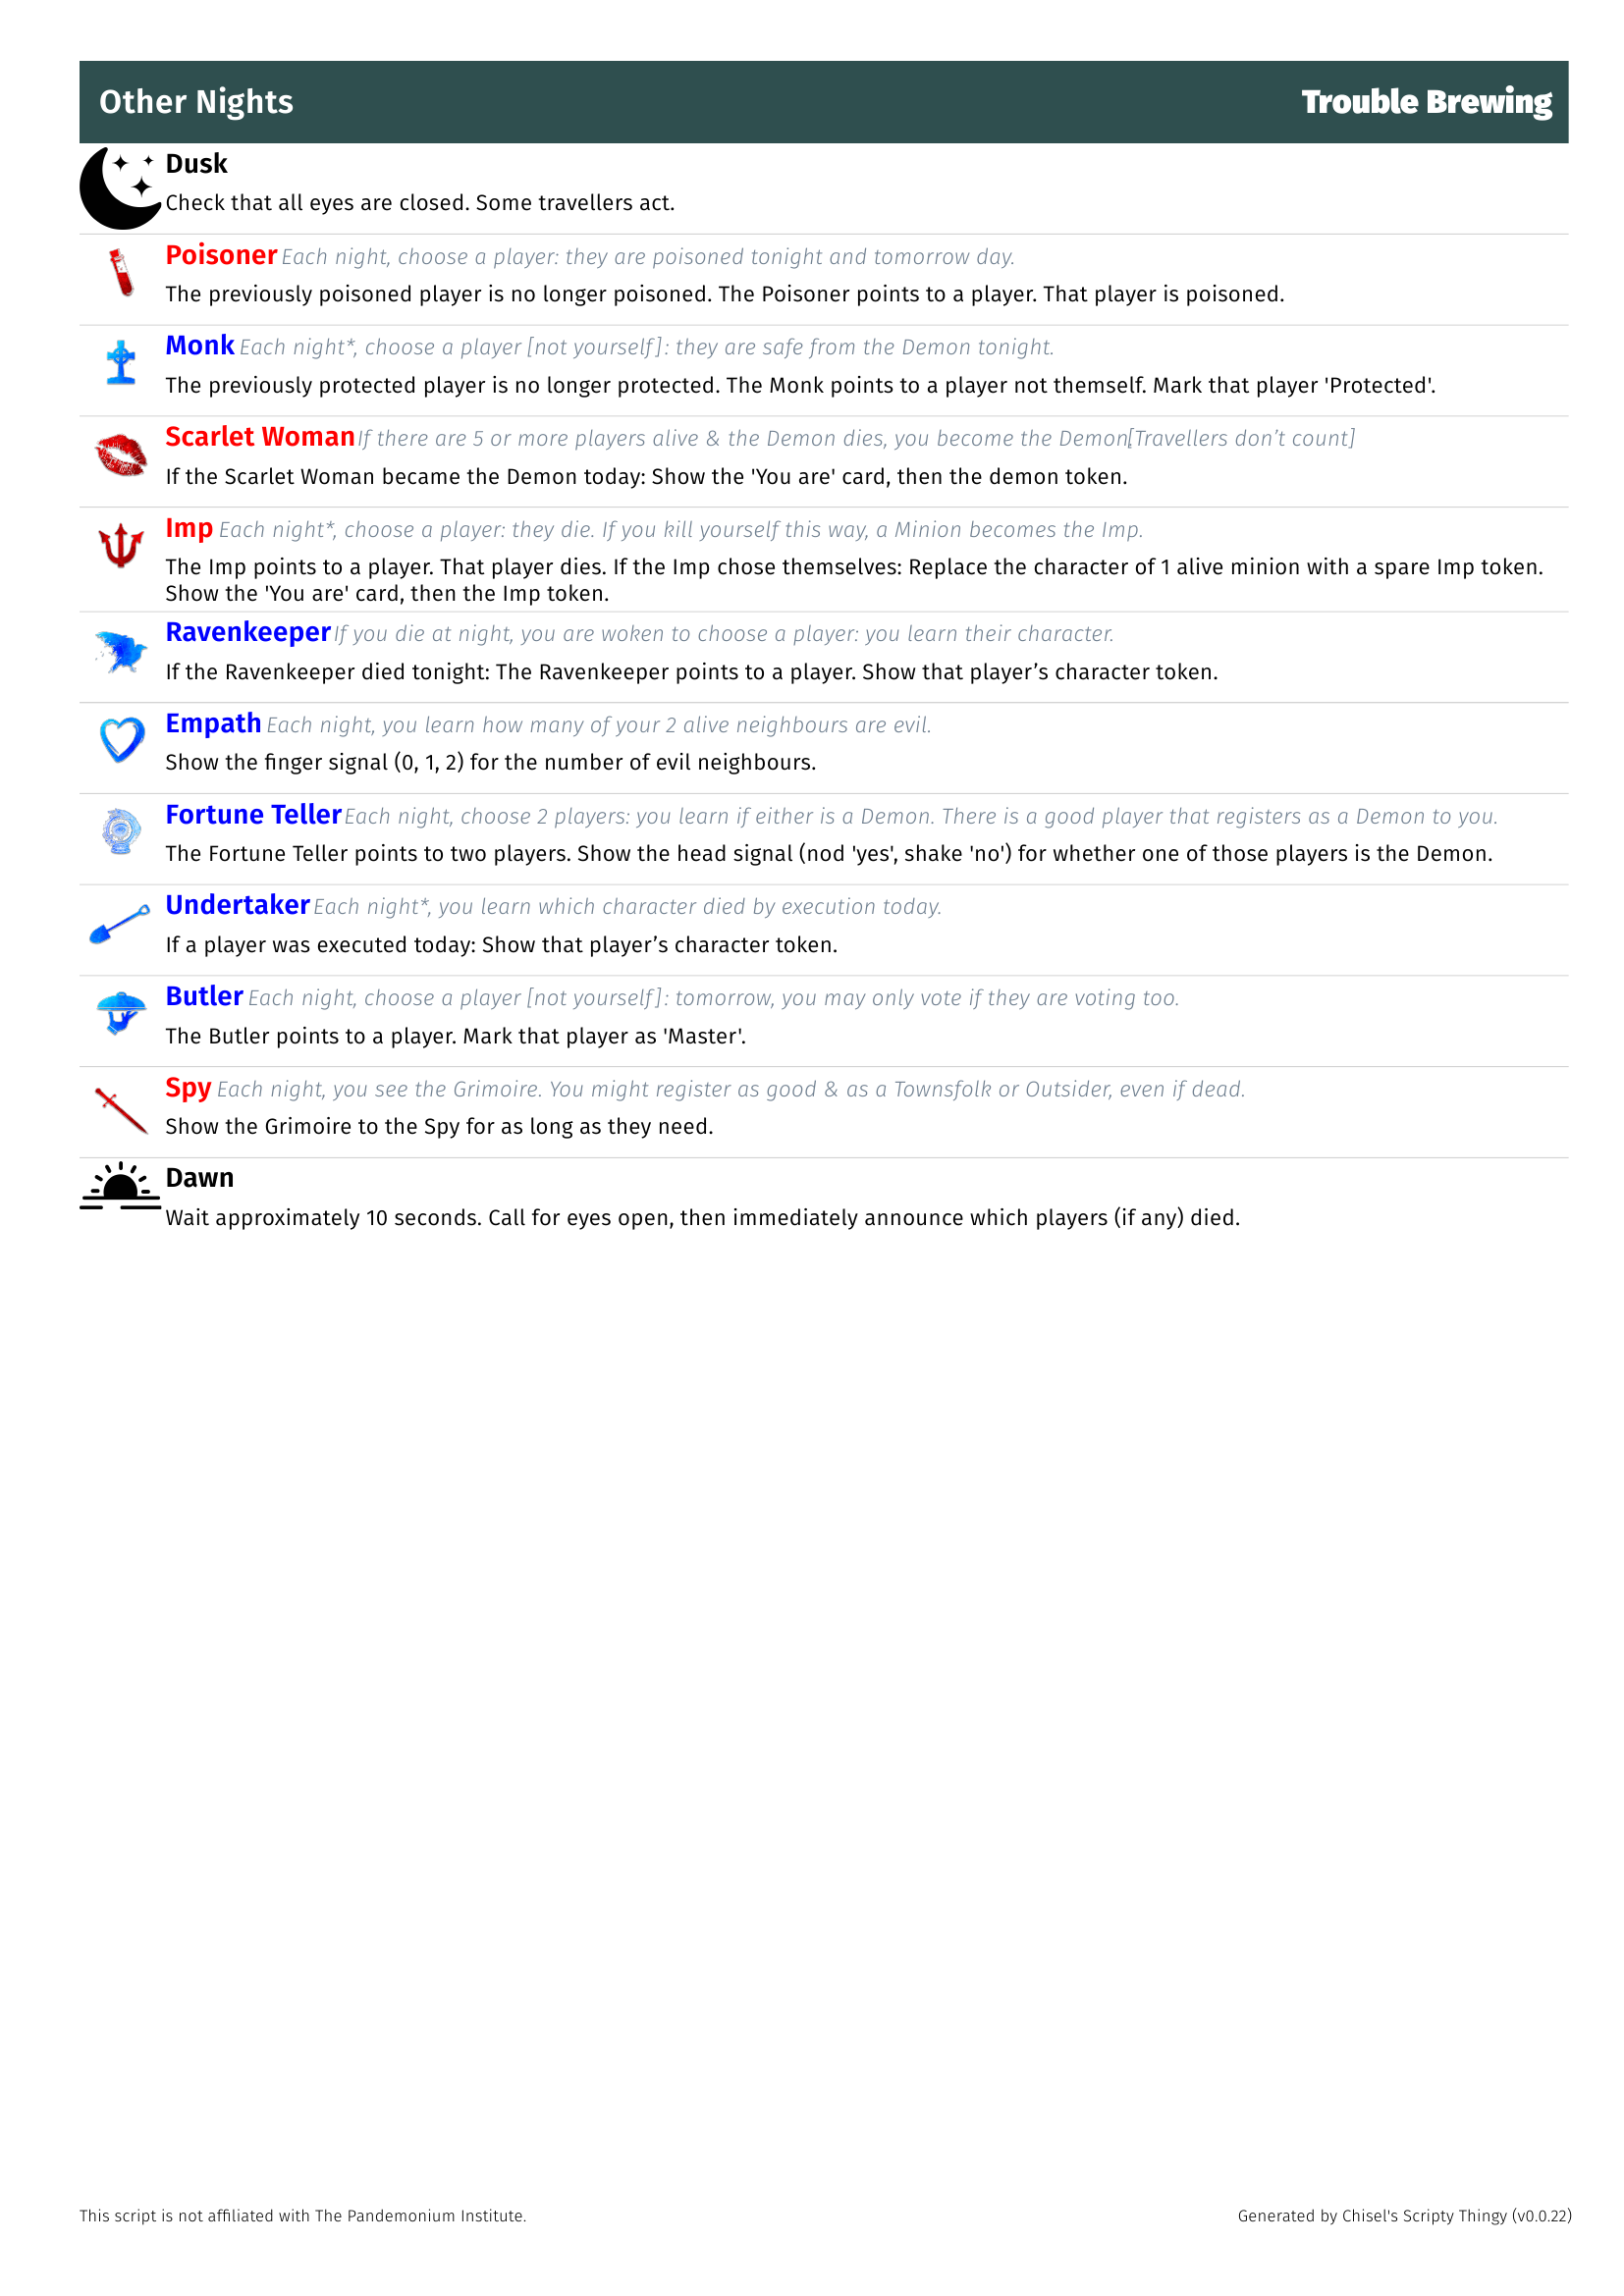 Other Nights
Trouble Brewing
Dusk
Check that all eyes are closed. Some travellers act.
Poisoner Each night, choose a player: they are poisoned tonight and tomorrow day.
The previously poisoned player is no longer poisoned. The Poisoner points to a player. That player is poisoned.
Monk Each night*, choose a player [not yourself]: they are safe from the Demon tonight.
The previously protected player is no longer protected. The Monk points to a player not themself. Mark that player 'Protected'.
Scarlet Woman If there are 5 or more players alive & the Demon dies, you become the Demon[Travellers don’t count]
If the Scarlet Woman became the Demon today: Show the 'You are' card, then the demon token.
Imp Each night*, choose a player: they die. If you kill yourself this way, a Minion becomes the Imp.
The Imp points to a player. That player dies. If the Imp chose themselves: Replace the character of 1 alive minion with a spare Imp token.
Show the 'You are' card, then the Imp token.
Ravenkeeper If you die at night, you are woken to choose a player: you learn their character.
If the Ravenkeeper died tonight: The Ravenkeeper points to a player. Show that player’s character token.
Empath Each night, you learn how many of your 2 alive neighbours are evil.
Show the finger signal (0, 1, 2) for the number of evil neighbours.
Fortune Teller Each night, choose 2 players: you learn if either is a Demon. There is a good player that registers as a Demon to you.
The Fortune Teller points to two players. Show the head signal (nod 'yes', shake 'no') for whether one of those players is the Demon.
Undertaker Each night*, you learn which character died by execution today.
If a player was executed today: Show that player’s character token.
Butler Each night, choose a player [not yourself]: tomorrow, you may only vote if they are voting too.
The Butler points to a player. Mark that player as 'Master'.
Spy Each night, you see the Grimoire. You might register as good & as a Townsfolk or Outsider, even if dead.
Show the Grimoire to the Spy for as long as they need.
Dawn
Wait approximately 10 seconds. Call for eyes open, then immediately announce which players (if any) died.
This script is not affiliated with The Pandemonium Institute.
Generated by Chisel's Scripty Thingy (v0.0.22)